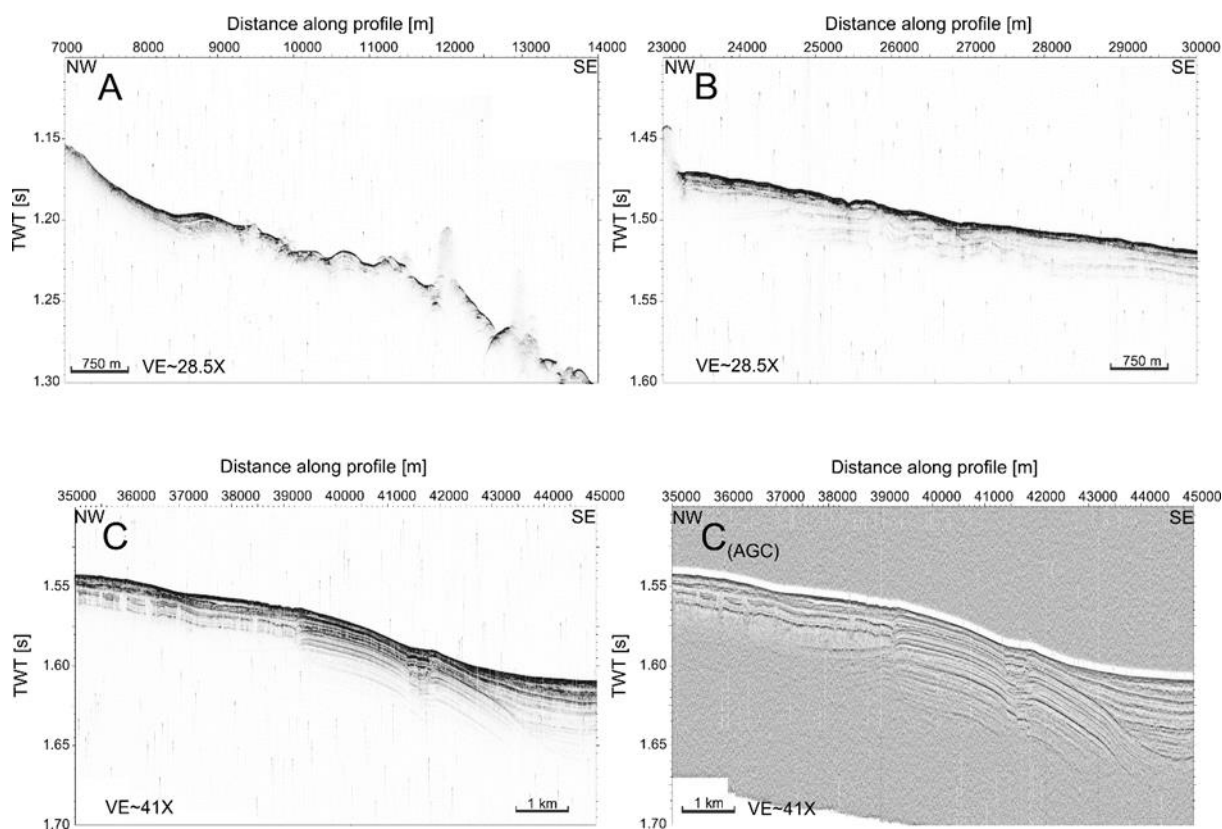 Distance along profile [m]
7000 8000 9000 10000 11000 12000 13000 14000
NW SE
A
TWT [s]
1.15
1.20
1.25
1.30
750 m VE~28.5X
Distance along profile [m]
23000 24000 25000 26000 27000 28000 29000 30000
NW SE
B
TWT [s]
1.45
1.50
1.55
1.60
VE~28.5X 750 m
Distance along profile [m]
35000 36000 37000 39000 40000 41000 42000 43000 44000 45000
NW SE
C
TWT [s]
1.55
1.60
1.65
1.70
VE~41X 1 km
Distance along profile [m]
35000 36000 37000 39000 40000 41000 42000 43000 44000 45000
NW SE
C(AGC)
TWT [s]
1.55
1.60
1.65
1.70
1 km VE~41X